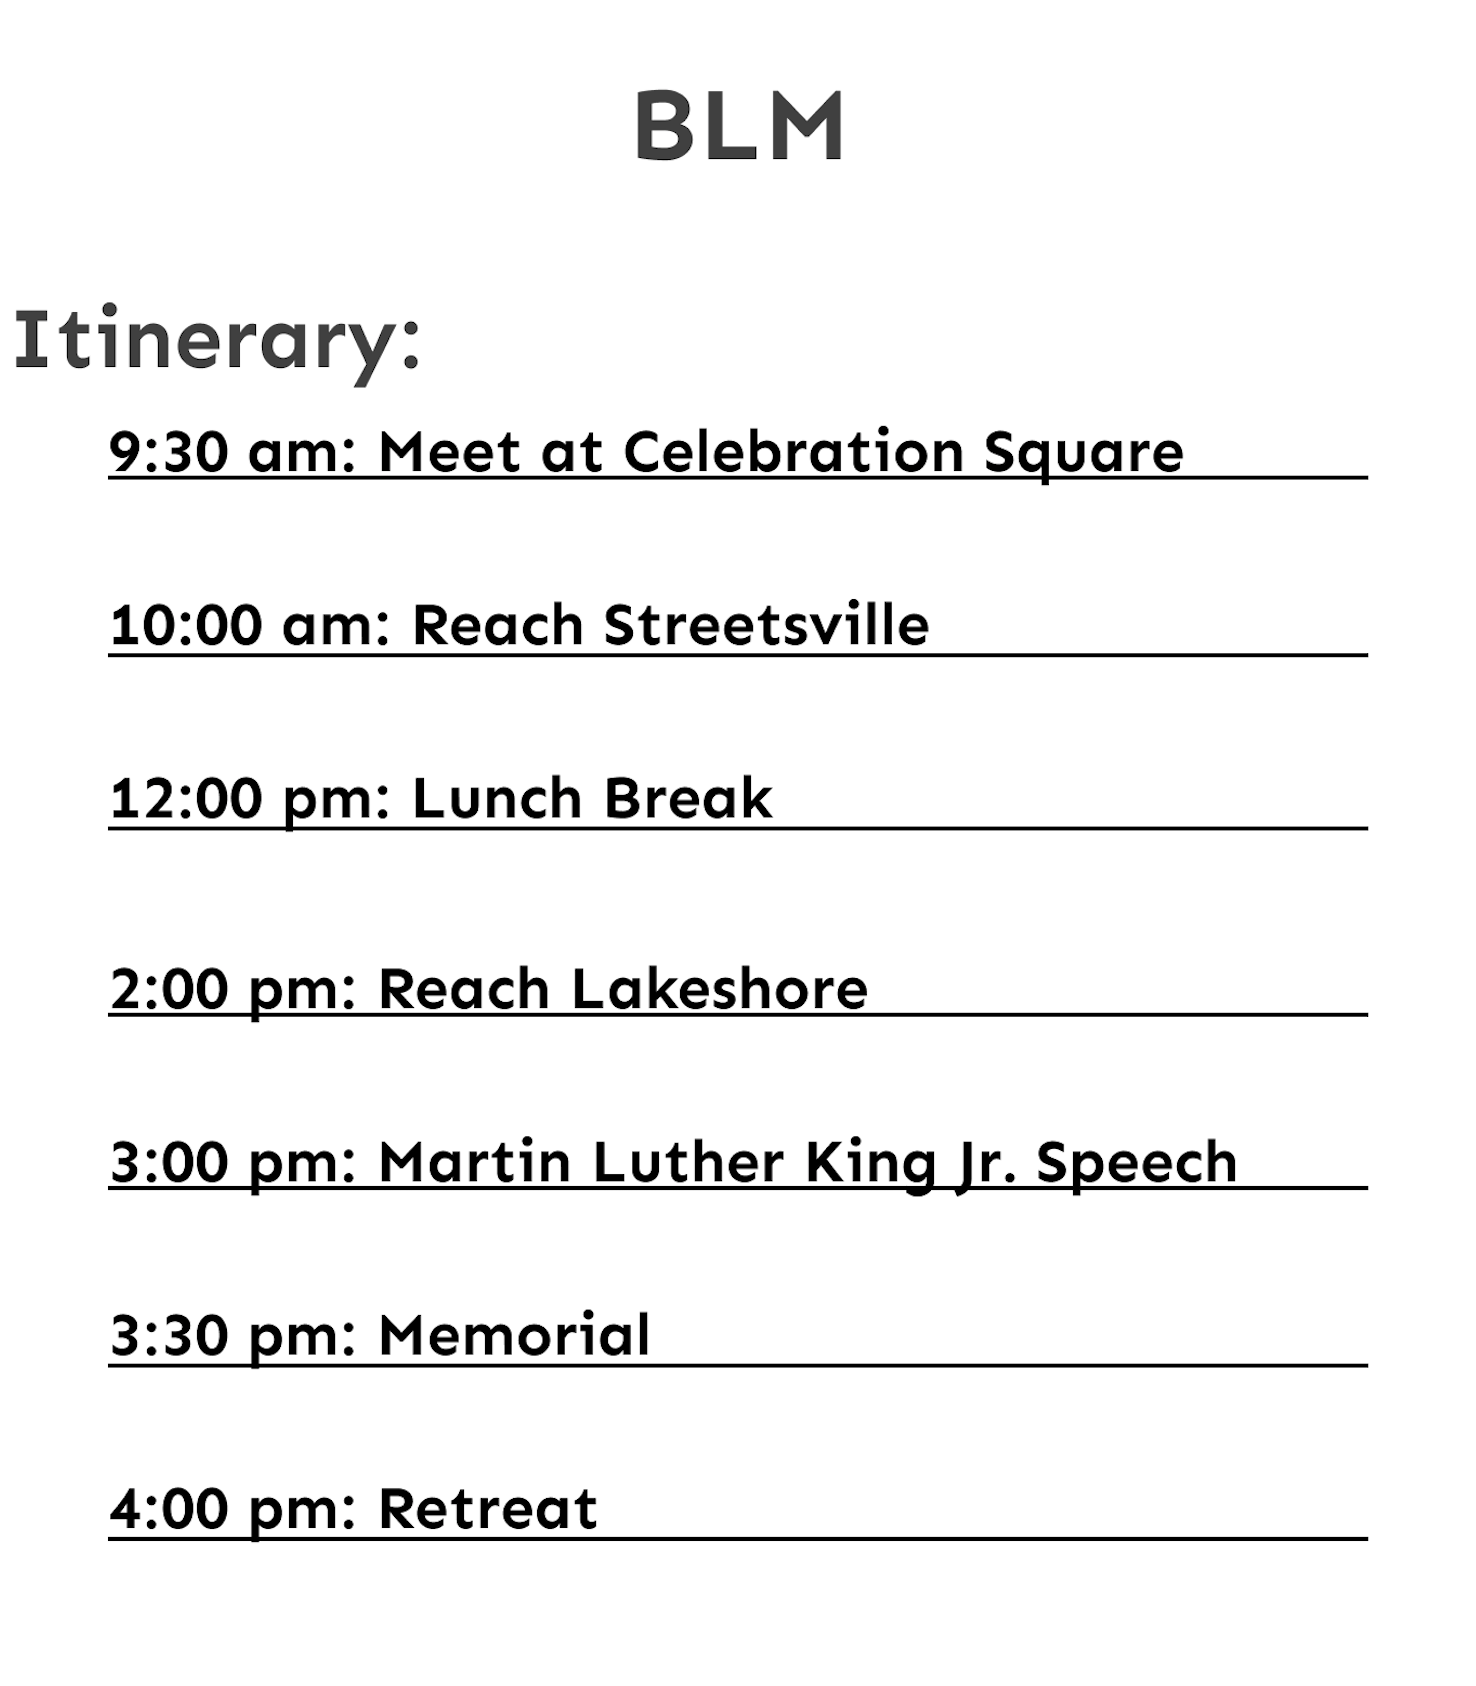 BLM
Itinerary:
9:30 am: Meet at Celebration Square
10:00 am: Reach Streetsville
12:00 pm: Lunch Break
2:00 pm: Reach Lakeshore
3:00 pm: Martin Luther King Jr. Speech
3:30 pm: Memorial
4:00 pm: Retreat